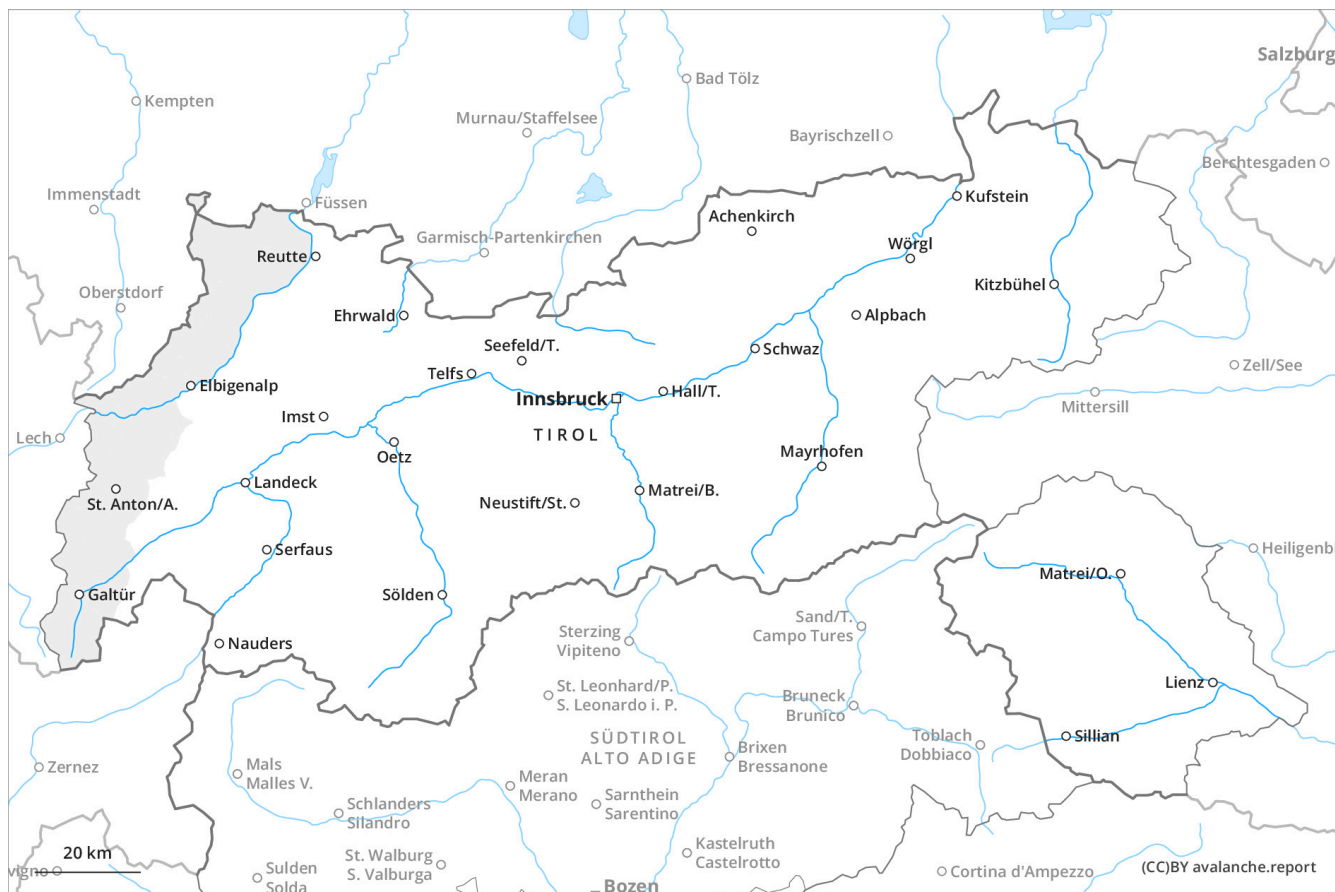 Salzburg
Bad Tölz
Kempten
Murnau/Staffelsee
Bayrischzell
Berchtesgaden
Immenstadt
Füssen
Kufstein
Achenkirch
Garmisch-Partenkirchen
Wörgl
Reutte
Oberstdorf
Kitzbühel
Ehrwald
Alpbach
Seefeld/T.
Schwaz
Zell/See
Telfs
Elbigenalp
Hall/T.
Innsbruck
Mittersill
Imst
TIROL
Lech
Oetz
Mayrhofen
Landeck
Matrei/B.
St. Anton/A.
Neustift/St.
Serfaus
Heiligenb
Matrei/O.
Galtür
Sölden
Sand/T.
Campo Tures
Sterzing
Vipiteno
Nauders
Lienz
St. Leonhard/P.
S. Leonardo i. P.
Bruneck
Brunico
Sillian
Toblach
Dobbiaco
SÜDTIROL
ALTO ADIGE
Brixen
Bressanone
Zernez
Mals
Malles V.
Meran
Merano
Schlanders
Silandro
Sarnthein
Sarentino
Kastelruth
Castelrotto
20 km
St. Walburg
S. Valburga
vigno
Sulden
Solda
Cortina d'Ampezzo
(CC)BY avalanche.report
Bozen